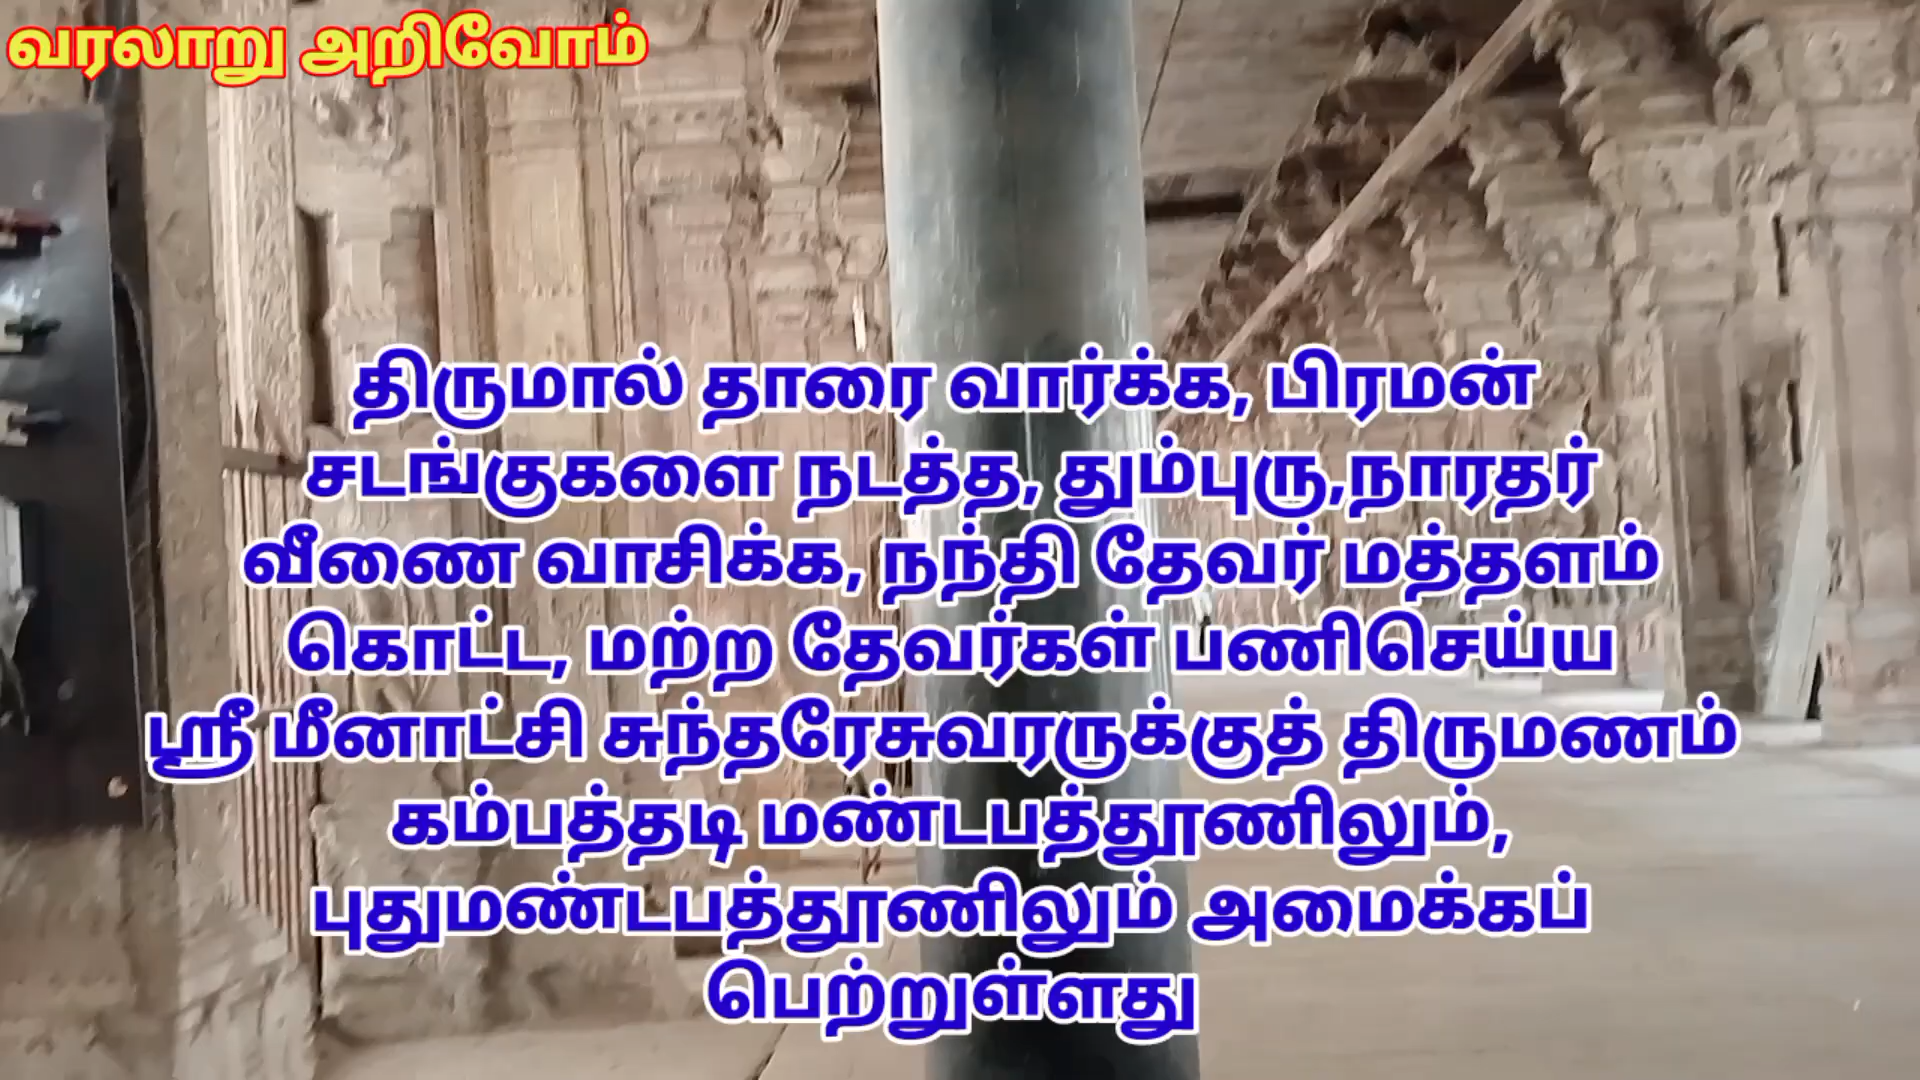 வரலாறு அறிவோம்
திருமால் தாரை வார்க்க, பிரமன்
சடங்குகளை நடத்த, தும்புரு,நாரதர்
வீணை வாசிக்க, நந்தி தேவர் மத்தளம்
கொட்ட, மற்ற தேவர்கள் பணிசெய்ய
ஸ்ரீ மீனாட்சி சுந்தரேசுவரருக்குத் திருமணம்
கம்பத்தடி மண்டபத்தூணிலும்,
புதுமண்டபத்தூணிலும் அமைக்கப்
பெற்றுள்ளது